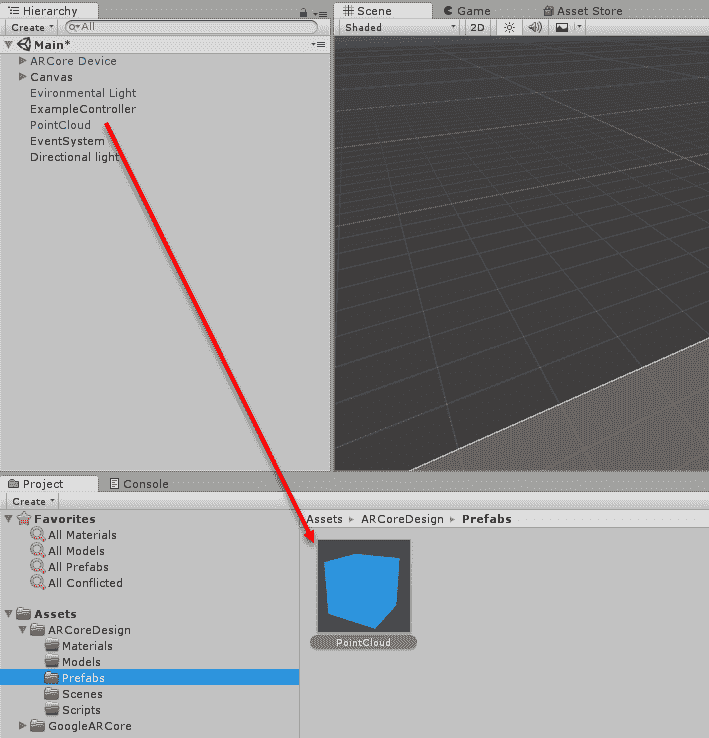 Hierarchy
Create
All
Main*
ARCore Device
Canvas
Evironmental Light
ExampleController
PointCloud
EventSystem
Directional light
Scene
Game
Asset Store
Shaded
2D
Project
Console
Create
Favorites
All Materials
All Models
All Prefabs
All Conflicted
Assets
ARCoreDesign
Materials
Models
Prefabs
Scenes
Scripts
GoogleARCore
Assets ARCoreDesign Prefabs
PointCloud